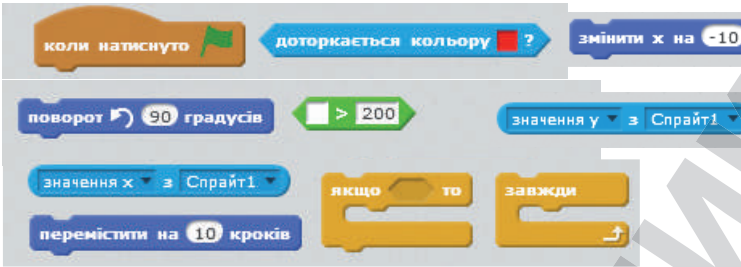 коли натиснуто
доторкається кольору ?
змінити x на -10
поворот 90 градусів
> 200
значення y з Спрайт1
значення x з Спрайт1
якщо то
завжди
перемістити на 10 кроків